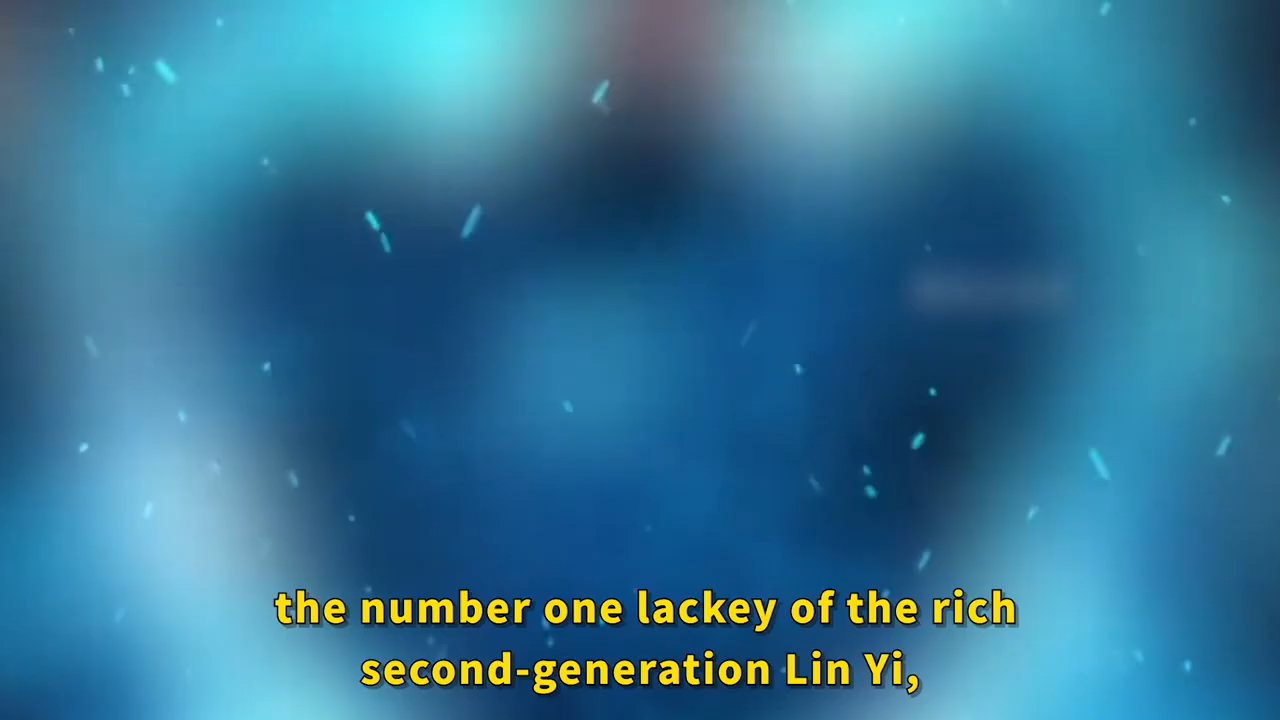 the number one lackey of the rich
second-generation Lin Yi,